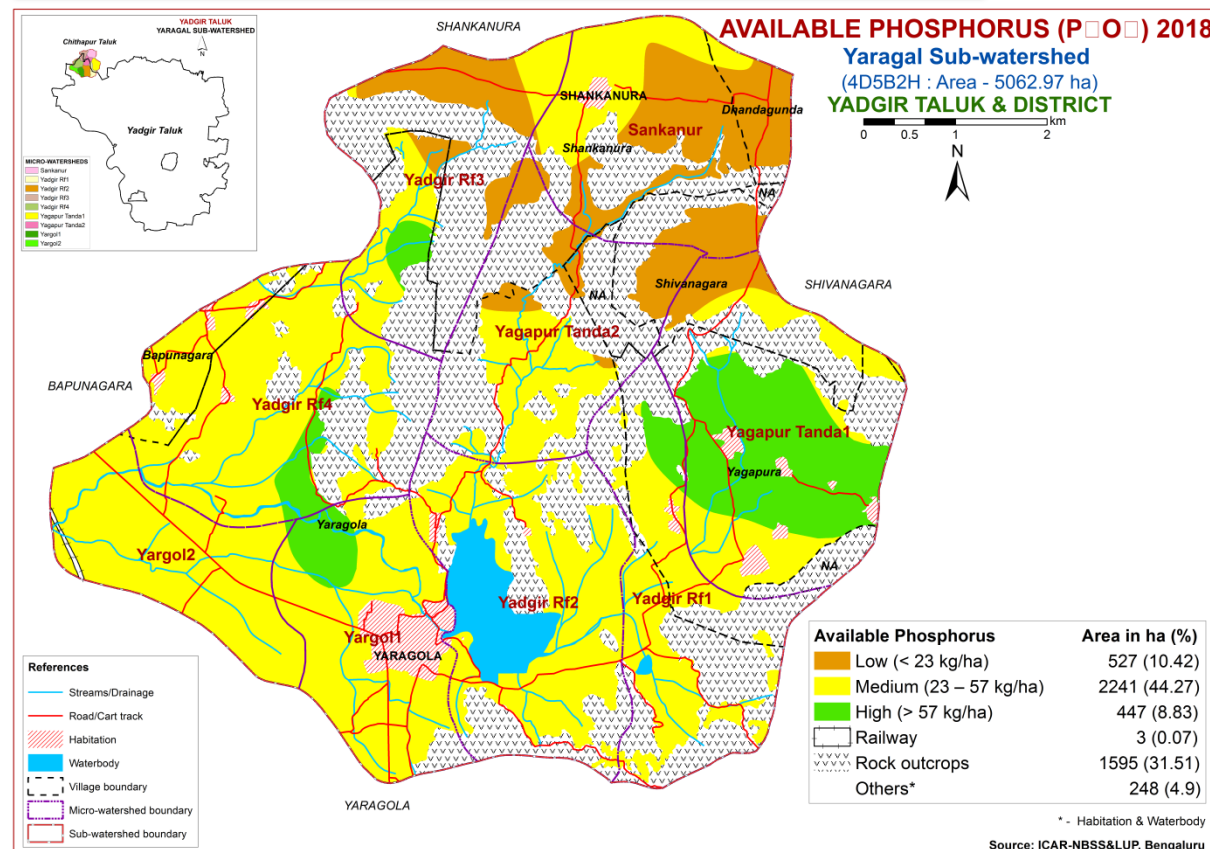 AVAILABLE PHOSPHORUS (P□O□) 2018
Yaragal Sub-watershed
(4D5B2H : Area - 5062.97 ha)
YADGIR TALUK & DISTRICT
0 0.5 1 2
km
N
YADGIR TALUK
YARAGAL SUB-WATERSHED
N
Chithapur Taluk
Yadgir Taluk
MICRO-WATERSHEDS
Sankanur
Yadgir Rf1
Yadgir Rf2
Yadgir Rf3
Yadgir Rf4
Yagapur Tanda1
Yagapur Tanda2
Yargol1
Yargol2
SHANKANURA
SHANKANURA
Dhandagunda
Sankanur
Shankanura
Yadgir Rf3
NA
Shivanagara
SHIVANAGARA
NA
Yagapur Tanda2
Bapunagara
BAPUNAGARA
Yadgir Rf4
Yagapur Tanda1
Yagapura
Yaragola
Yargol2
NA
Yadgir Rf2
Yadgir Rf1
Yargol1
YARAGOLA
YARAGOLA
References
Streams/Drainage
Road/Cart track
Habitation
Waterbody
Village boundary
Micro-watershed boundary
Sub-watershed boundary
Available Phosphorus Area in ha (%)
Low (< 23 kg/ha) 527 (10.42)
Medium (23 – 57 kg/ha) 2241 (44.27)
High (> 57 kg/ha) 447 (8.83)
Railway 3 (0.07)
Rock outcrops 1595 (31.51)
Others* 248 (4.9)
* - Habitation & Waterbody
Source: ICAR-NBSS&LUP, Bengaluru